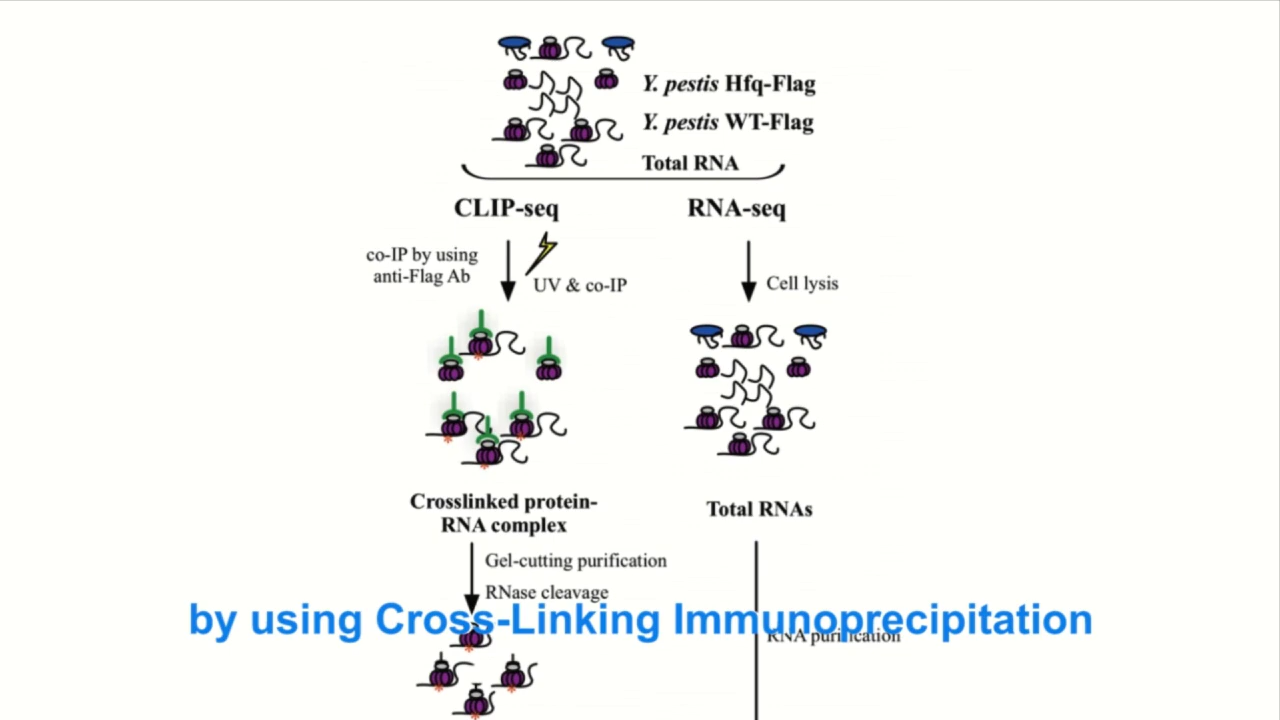 Y. pestis Hfq-Flag
Y. pestis WT-Flag
Total RNA
CLIP-seq
RNA-seq
co-IP by using
anti-Flag Ab
UV & co-IP
Cell lysis
Crosslinked protein-
RNA complex
Total RNAs
Gel-cutting purification
RNase cleavage
by using Cross-Linking Immunoprecipitation
RNA purification